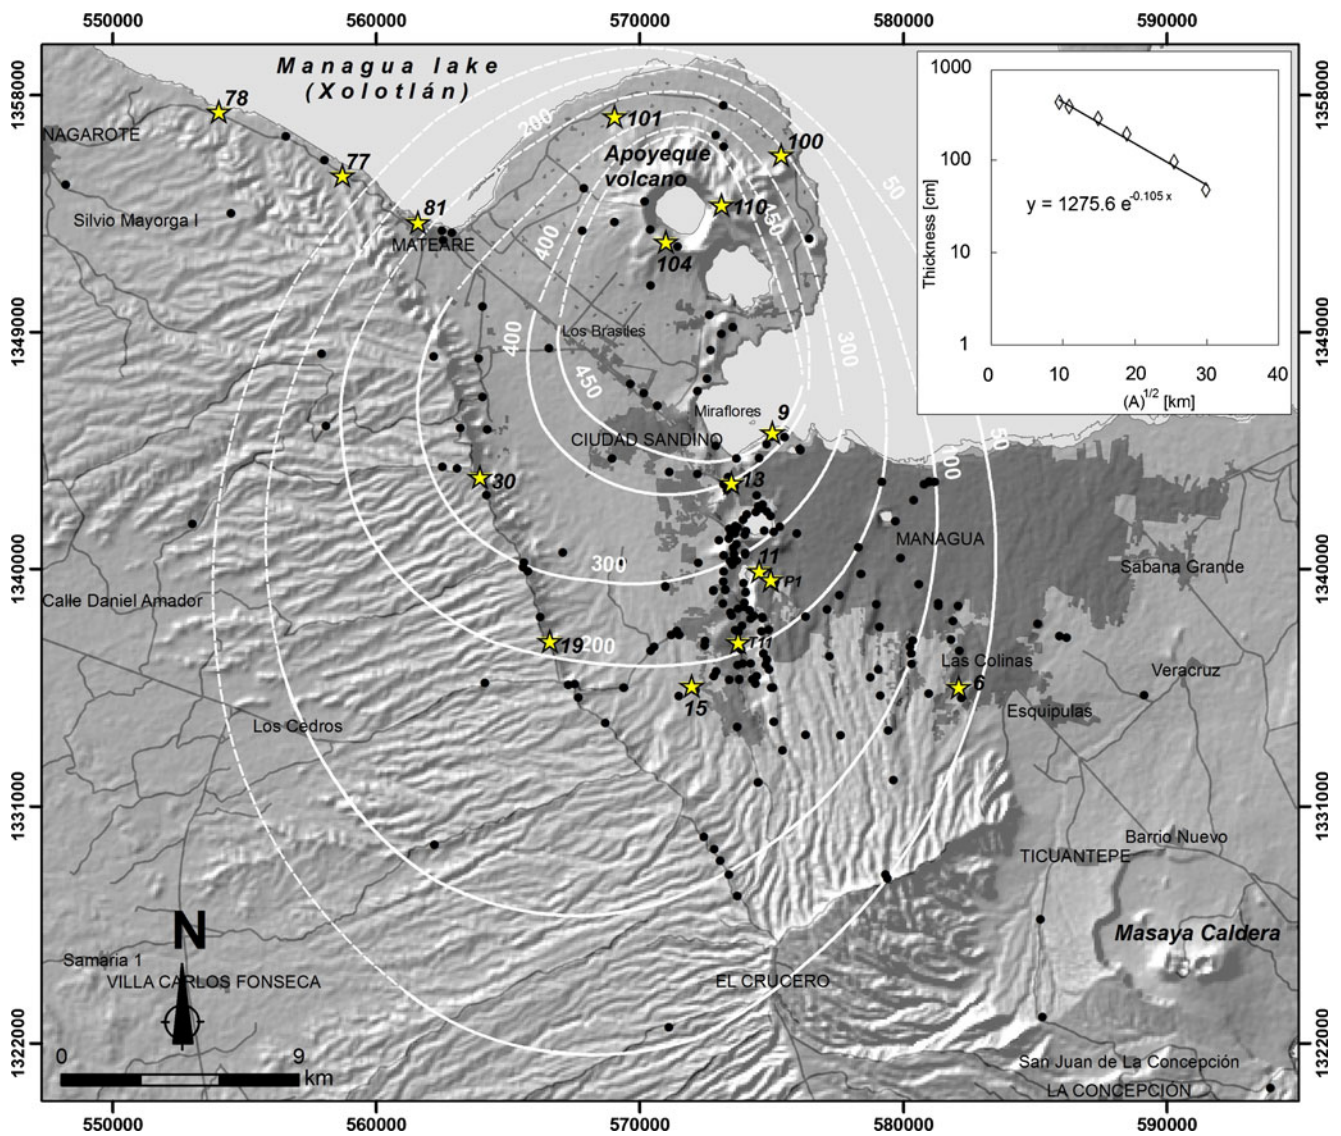 550000
560000
570000
580000
590000
Managua lake
(Xolotlán)
1000
100
10
1
Thickness [cm]
y = 1275.6 e-0.105 x
0
10
20
30
40
(A)1/2 [km]
1358000
1358000
78
NAGAROTE
77
200
101
100
Apoyeque
volcano
50
81
Silvio Mayorga I
110
450
MATEARE
400
104
1349000
1349000
Los Brasiles
400
300
450
Miraflores
9
CIUDAD SANDINO
50
100
30
13
MANAGUA
11
300
P1
Sabana Grande
1340000
1340000
Calle Daniel Amador
19
200
T11
Las Colinas
Veracruz
6
15
Esquipulas
Los Cedros
1331000
1331000
Barrio Nuevo
TICUANTEPE
N
Masaya Caldera
Samaria 1
VILLA CARLOS FONSECA
EL CRUCERO
1322000
1322000
0
9
km
San Juan de La Concepción
LA CONCEPCIÓN
550000
560000
570000
580000
590000